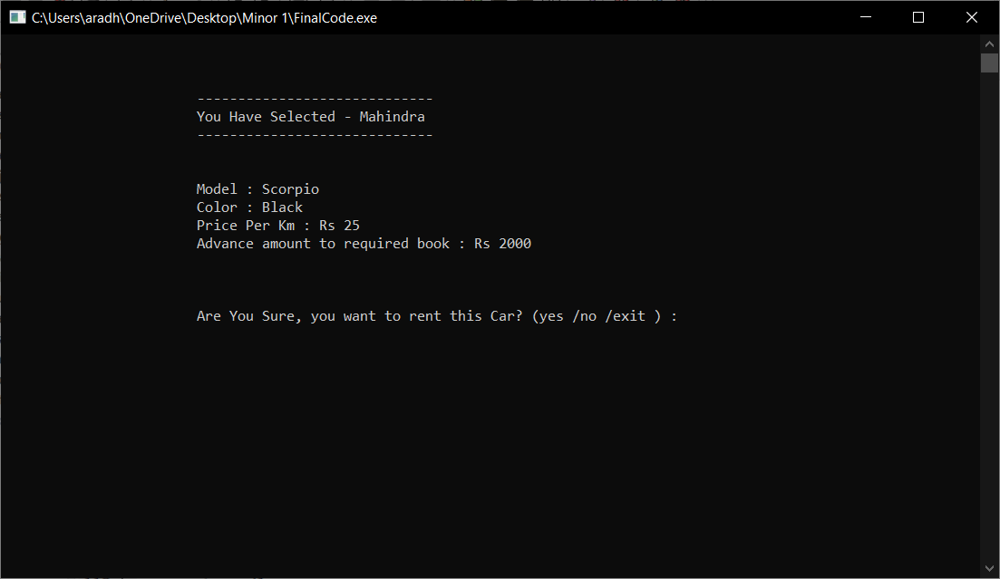 C:\Users\aradh\OneDrive\Desktop\Minor 1\FinalCode.exe
-----------------------------
You Have Selected - Mahindra
-----------------------------
Model : Scorpio
Color : Black
Price Per Km : Rs 25
Advance amount to required book : Rs 2000
Are You Sure, you want to rent this Car? (yes /no /exit ) :